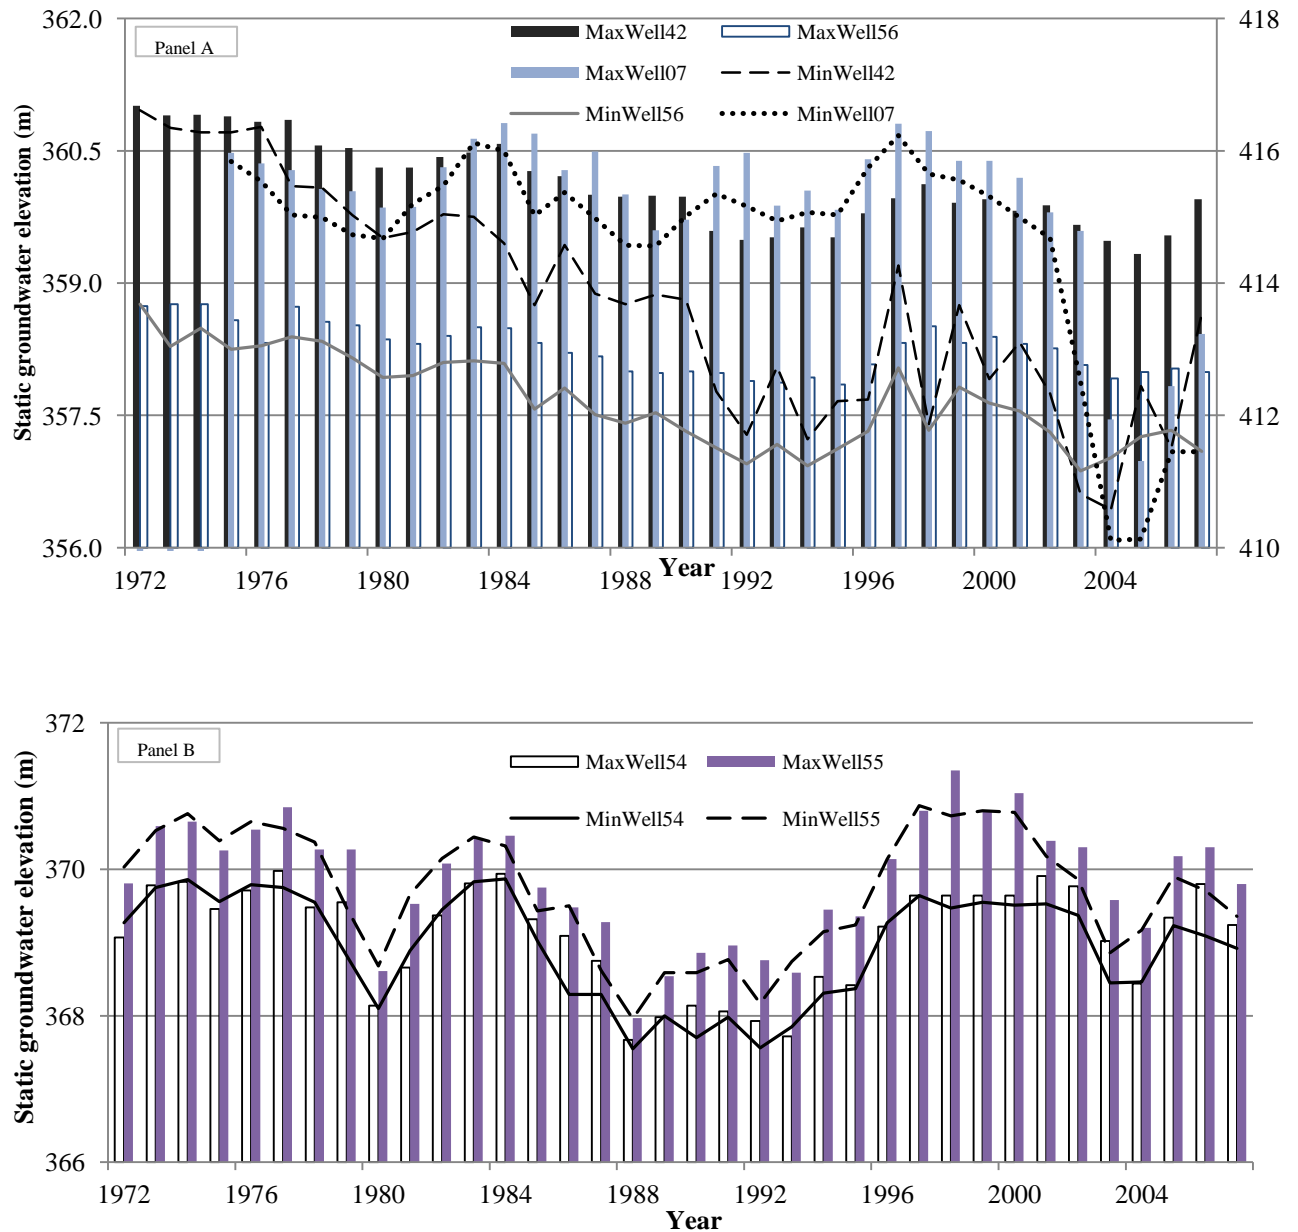 362.0
418
Panel A
MaxWell42
MaxWell56
MaxWell07
MinWell42
MinWell56
MinWell07
Static groundwater elevation (m)
360.5
416
359.0
414
357.5
412
356.0
410
1972 1976 1980 1984 1988 1992 1996 2000 2004
Year
372
Panel B
MaxWell54
MaxWell55
MinWell54
MinWell55
Static groundwater elevation (m)
370
368
366
1972 1976 1980 1984 1988 1992 1996 2000 2004
Year